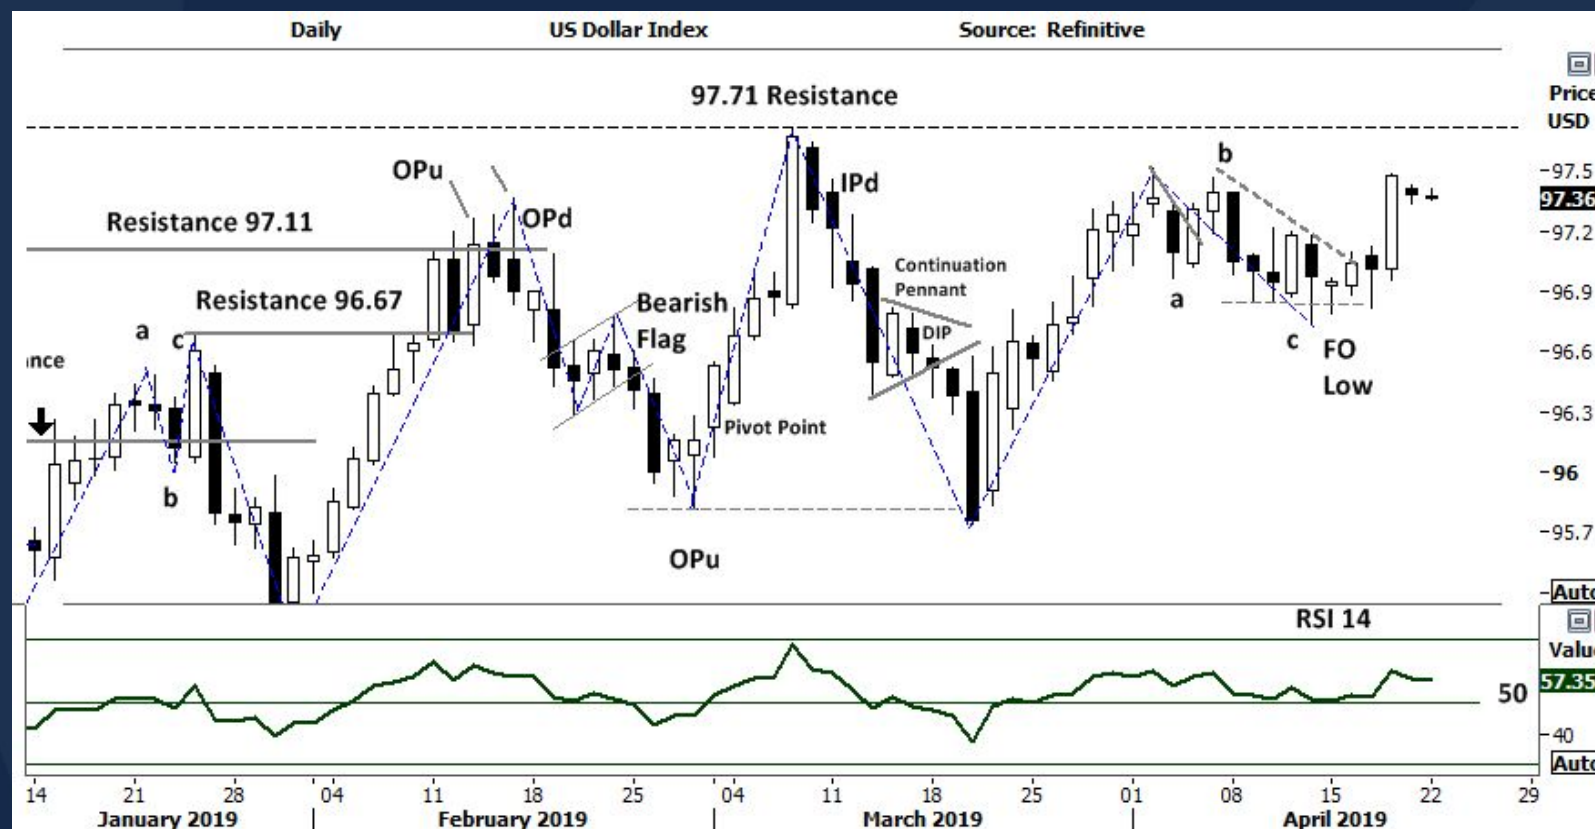 Daily US Dollar Index Source: Refinitive
97.71 Resistance
Price
USD
OPu
OPd
IPd
b
97.5
97.36
Resistance 97.11
97.2
Continuation
Pennant
Resistance 96.67
Bearish
Flag
DIP
a
96.9
a
c
c
FO
Low
96.6
ance
Pivot Point
96.3
b
96
OPu
95.7
Auto
RSI 14
Value
57.35
50
40
Auto
14 21 28 04 11 18 25 04 11 18 25 01 08 15 22 29
January 2019 February 2019 March 2019 April 2019